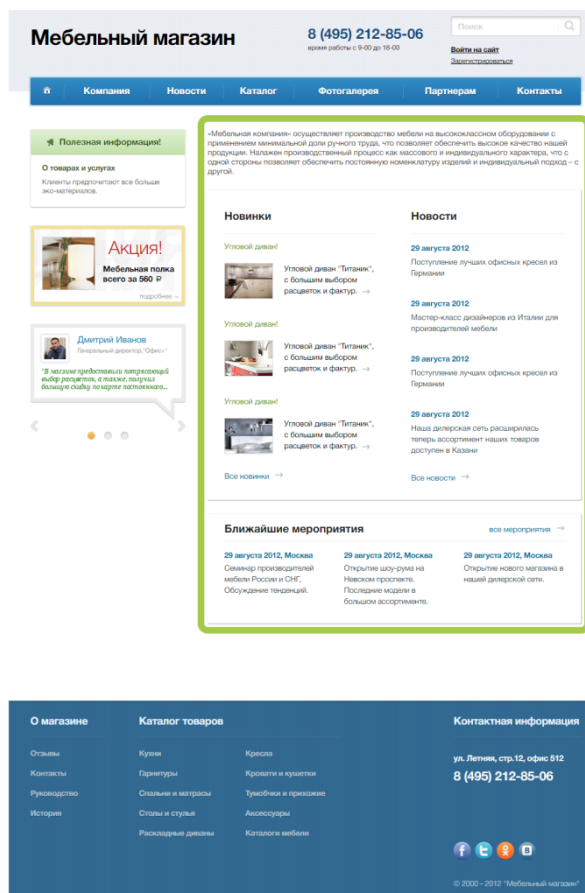 Мебельный магазин
8 (495) 212-85-06
время работы с 9-00 до 18-00
Поиск
Войти на сайт
Зарегистрироваться
Компания
Новости
Каталог
Фотогалерея
Партнерам
Контакты
Полезная информация!
О товарах и услугах
Клиенты предпочитают все больше
эко-материалов.
Акция!
Мебельная полка
всего за 560 ₽
подробнее →
Дмитрий Иванов
Генеральный директор,"Офис+"
"В магзине предоставили потрясающий
выбор расцветок, а также, получил
большую скидку по карте постоянного...
«Мебельная компания» осуществляет производство мебели на высококлассном оборудовании с
применением минимальной доли ручного труда, что позволяет обеспечить высокое качество нашей
продукции. Налажен производственный процесс как массового и индивидуального характера, что с
одной стороны позволяет обеспечить постоянную номенклатуру изделий и индивидуальный подход – с
другой.
Новинки
Угловой диван!
Угловой диван "Титаник",
с большим выбором
расцветок и фактур. →
Угловой диван!
Угловой диван "Титаник",
с большим выбором
расцветок и фактур. →
Угловой диван!
Угловой диван "Титаник",
с большим выбором
расцветок и фактур. →
Все новинки →
Новости
29 августа 2012
Поступление лучших офисных кресел из
Германии
29 августа 2012
Мастер-класс дизайнеров из Италии для
производителей мебели
29 августа 2012
Поступление лучших офисных кресел из
Германии
29 августа 2012
Наша дилерская сеть расширилась
теперь ассортимент наших товаров
доступен в Казани
Все новости →
Ближайшие мероприятия
все мероприятия →
29 августа 2012, Москва
Семинар производителей
мебели России и СНГ,
Обсуждение тенденций.
29 августа 2012, Москва
Открытие шоу-рума на
Невском проспекте.
Последние модели в
большом ассортименте.
29 августа 2012, Москва
Открытие нового магазина в
нашей дилерской сети.
О магазине
Отзывы
Контакты
Руководство
История
Каталог товаров
Кухни
Гарнитуры
Спальни и матрасы
Столы и стулья
Раскладные диваны
Кресла
Кровати и кушетки
Тумбочки и прихожие
Аксессуары
Каталоги мебели
Контактная информация
ул. Летняя, стр.12, офис 512
8 (495) 212-85-06
© 2000 - 2012 "Мебельный магазин"